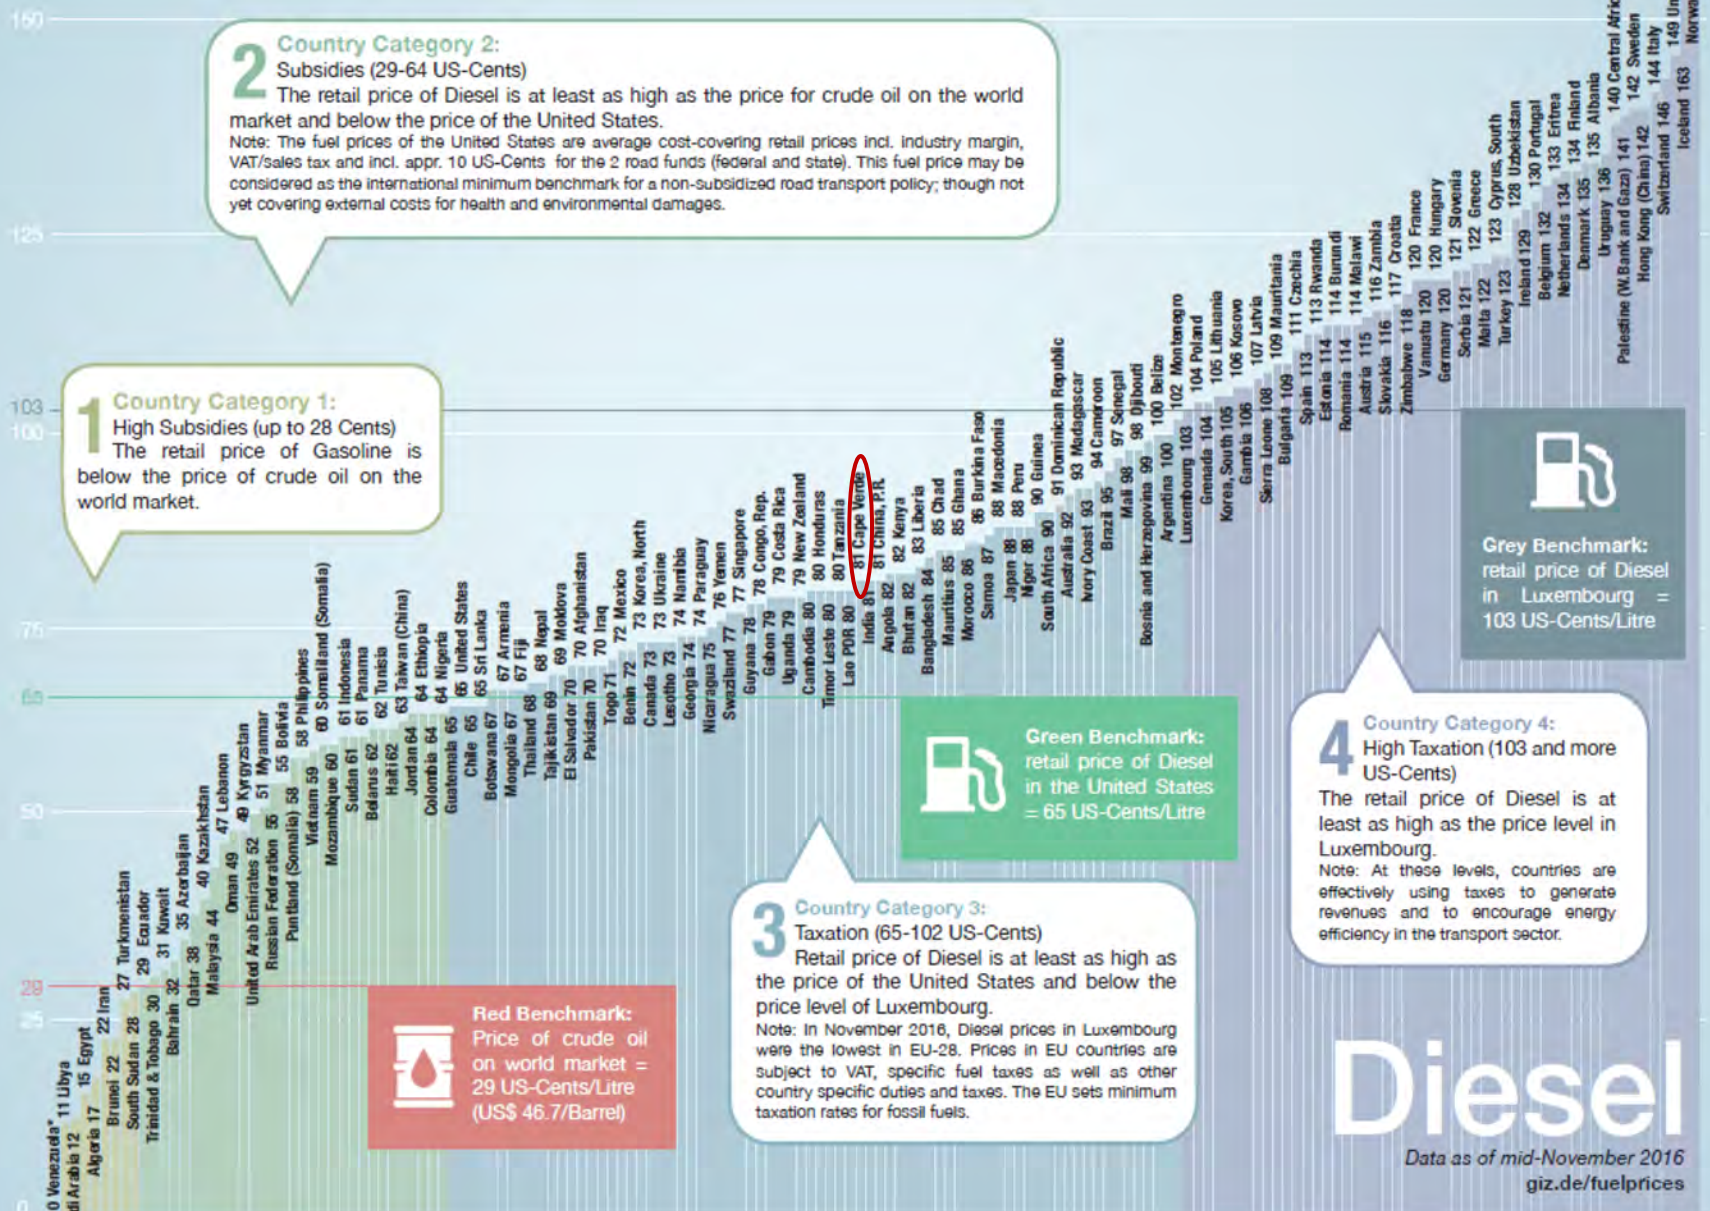 150
125
103
100
75
65
50
29
25
0
2
Country Category 2:
Subsidies (29-64 US-Cents)
The retail price of Diesel is at least as high as the price for crude oil on the world
market and below the price of the United States.
Note: The fuel prices of the United States are average cost-covering retail prices incl. industry margin,
VAT/sales tax and incl. appr. 10 US-Cents for the 2 road funds (federal and state). This fuel price may be
considered as the international minimum benchmark for a non-subsidized road transport policy; though not
yet covering external costs for health and environmental damages.
1
Country Category 1:
High Subsidies (up to 28 Cents)
The retail price of Gasoline is
below the price of crude oil on the
world market.
0 Venezuela*
11 Libya
di Arabia 12
15 Egypt
Algeria 17
22 Iran
Brunei 22
27 Turkmenistan
South Sudan 28
29 Ecuador
Trinidad & Tobago 30
31 Kuwait
Bahrain 32
35 Azerbaijan
Qatar 38
40 Kazakhstan
Malaysia 44
47 Lebanon
Oman 49
49 Kyrgyzstan
United Arab Emirates 52
51 Myanmar
Russian Federation 55
55 Bolivia
Puntland (Somalia) 58
58 Philippines
Vietnam 59
60 Somaliland (Somalia)
Mozambique 60
61 Indonesia
Sudan 61
61 Panama
Belarus 62
62 Tunisia
Haiti 62
63 Taiwan (China)
Jordan 64
64 Ethiopia
Colombia 64
64 Nigeria
Guatemala 65
65 United States
Chile 65
65 Sri Lanka
Botswana 67
67 Armenia
Mongolia 67
67 Fiji
Thailand 68
68 Nepal
Tajikistan 69
69 Moldova
El Salvador 70
70 Afghanistan
Pakistan 70
70 Iraq
Togo 71
72 Mexico
Benin 72
73 Korea, North
Canada 73
73 Ukraine
Lesotho 73
74 Namibia
Georgia 74
74 Paraguay
Nicaragua 75
76 Yemen
Swaziland 77
77 Singapore
Guyana 78
78 Congo, Rep.
Gabon 79
79 Costa Rica
Uganda 79
79 New Zealand
Cambodia 80
80 Honduras
Timor Leste 80
80 Tanzania
Lao PDR 80
81 Cape Verde
India 81
81 China, P.R.
Angola 82
82 Kenya
Bhutan 82
83 Liberia
Bangladesh 84
85 Chad
Mauritius 85
85 Ghana
Morocco 86
86 Burkina Faso
Samoa 87
88 Macedonia
Japan 88
88 Peru
Niger 88
90 Guinea
South Africa 90
91 Dominican Republic
Australia 92
93 Madagascar
Ivory Coast 93
94 Cameroon
Brazil 95
97 Senegal
Mali 98
98 Djibouti
Bosnia and Herzegovina 99
100 Belize
Argentina 100
102 Montenegro
Luxembourg 103
104 Poland
Grenada 104
105 Lithuania
Korea, South 105
106 Kosovo
Gambia 106
107 Latvia
Sierra Leone 108
109 Mauritania
Bulgaria 109
111 Czechia
Spain 113
113 Rwanda
Estonia 114
114 Burundi
Romania 114
114 Malawi
Austria 115
116 Zambia
Slovakia 116
117 Croatia
Zimbabwe 118
120 France
Vanuatu 120
120 Hungary
Germany 120
121 Slovenia
Serbia 121
122 Greece
Malta 122
123 Cyprus, South
Turkey 123
128 Uzbekistan
Ireland 129
130 Portugal
Belgium 132
133 Eritrea
Netherlands 134
134 Finland
Denmark 135
135 Albania
Uruguay 136
140 Central Afric
Palestine (W.Bank and Gaza) 141
142 Sweden
Hong Kong (China) 142
144 Italy
Switzerland 146
149 Un
Iceland 163
Norwa
Grey Benchmark:
retail price of Diesel
in Luxembourg =
103 US-Cents/Litre
Green Benchmark:
retail price of Diesel
in the United States
= 65 US-Cents/Litre
4
Country Category 4:
High Taxation (103 and more
US-Cents)
The retail price of Diesel is at
least as high as the price level in
Luxembourg.
Note: At these levels, countries are
effectively using taxes to generate
revenues and to encourage energy
efficiency in the transport sector.
3
Country Category 3:
Taxation (65-102 US-Cents)
Retail price of Diesel is at least as high as
the price of the United States and below the
price level of Luxembourg.
Note: In November 2016, Diesel prices in Luxembourg
were the lowest in EU-28. Prices in EU countries are
subject to VAT, specific fuel taxes as well as other
country specific duties and taxes. The EU sets minimum
taxation rates for fossil fuels.
Red Benchmark:
Price of crude oil
on world market =
29 US-Cents/Litre
(US$ 46.7/Barrel)
Diesel
Data as of mid-November 2016
giz.de/fuelprices